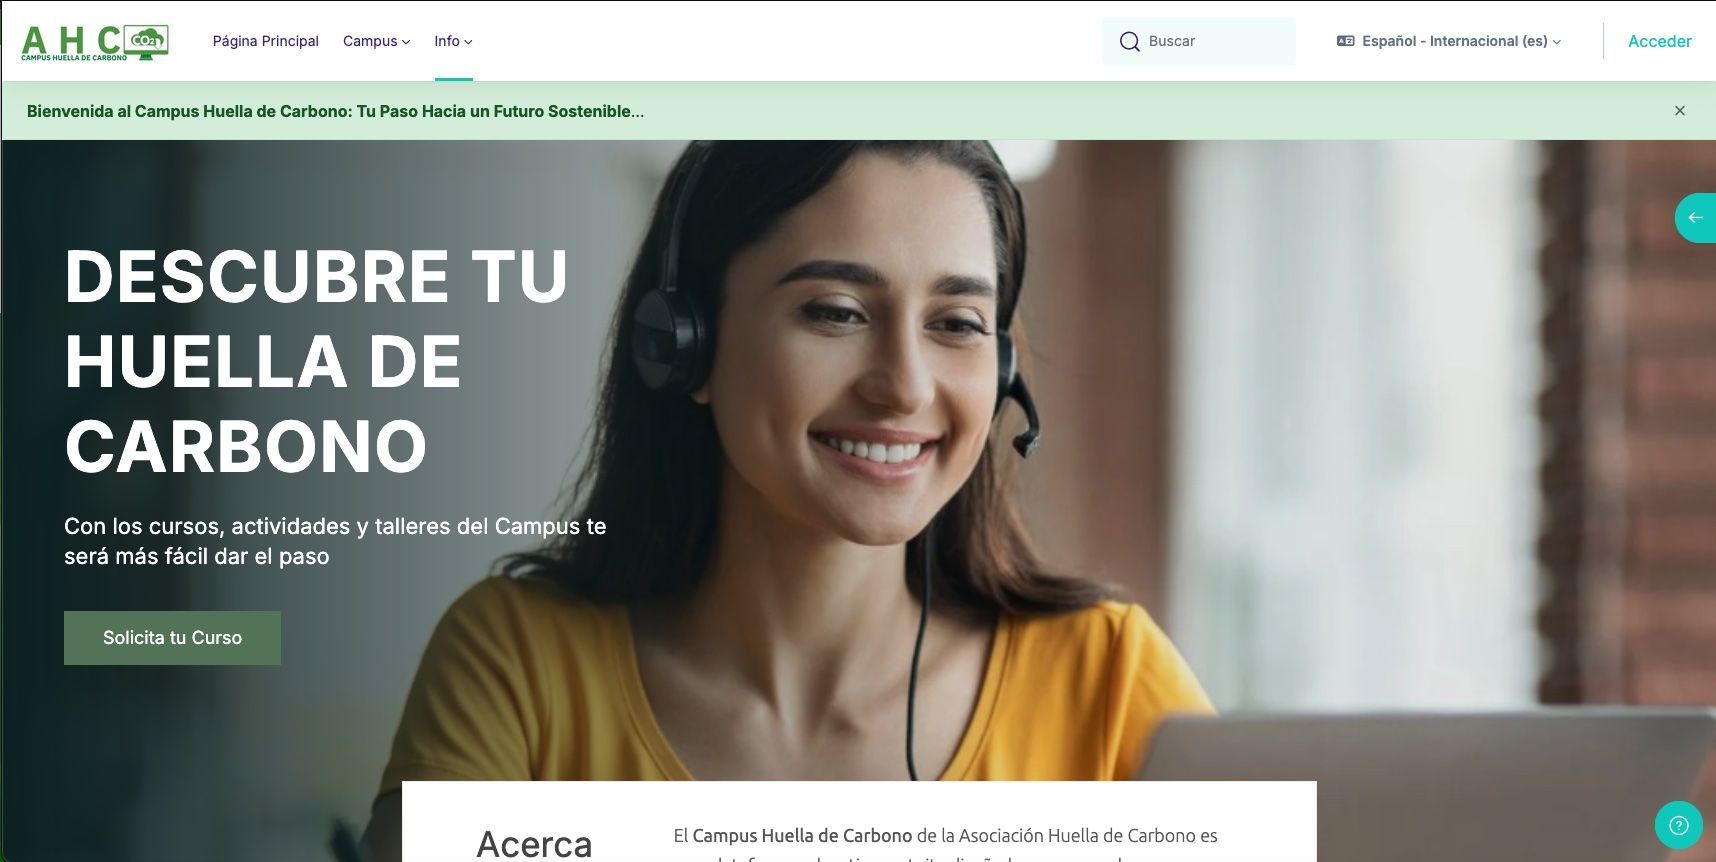 AHC CO2
CAMPUS HUELLA DE CARBONO
Página Principal
Campus
Info
Buscar
Español - Internacional (es)
Acceder
Bienvenida al Campus Huella de Carbono: Tu Paso Hacia un Futuro Sostenible...
DESCUBRE TU
HUELLA DE
CARBONO
Con los cursos, actividades y talleres del Campus te
será más fácil dar el paso
Solicita tu Curso
Acerca
El Campus Huella de Carbono de la Asociación Huella de Carbono es